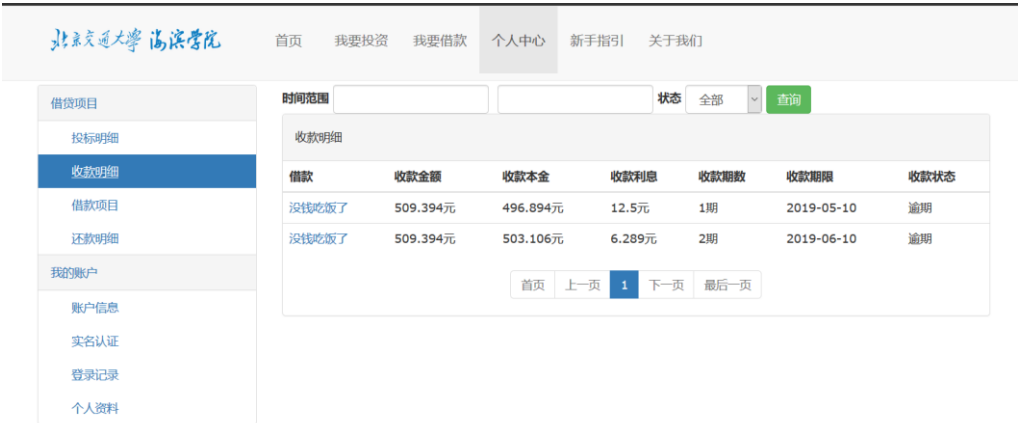 北京交通大学 海滨学院 首页 我要投资 我要借款 个人中心 新手指引 关于我们
借贷项目
投标明细
收款明细
借款项目
还款明细
我的账户
账户信息
实名认证
登录记录
个人资料
时间范围 状态 全部 查询
收款明细
借款 收款金额 收款本金 收款利息 收款期数 收款期限 收款状态
没钱吃饭了 509.394元 496.894元 12.5元 1期 2019-05-10 逾期
没钱吃饭了 509.394元 503.106元 6.289元 2期 2019-06-10 逾期
首页 上一页 1 下一页 最后一页